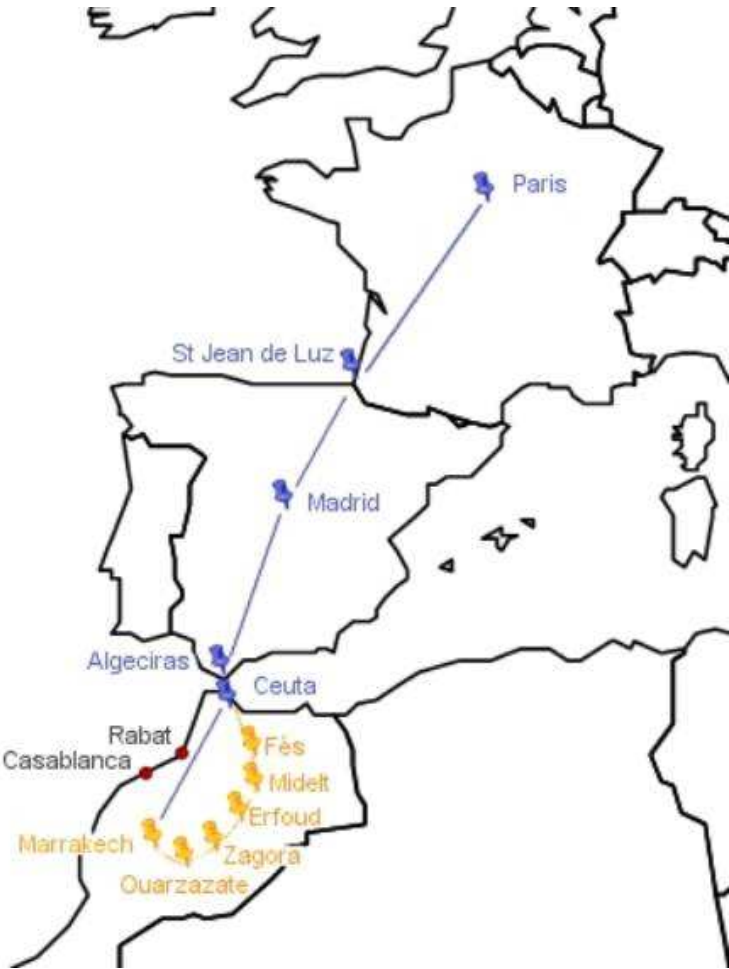 Paris
St Jean de Luz
Madrid
Algeciras
Ceuta
Rabat
Casablanca
Fès
Midelt
Erfoud
Marrakech
Zagora
Ouarzazate